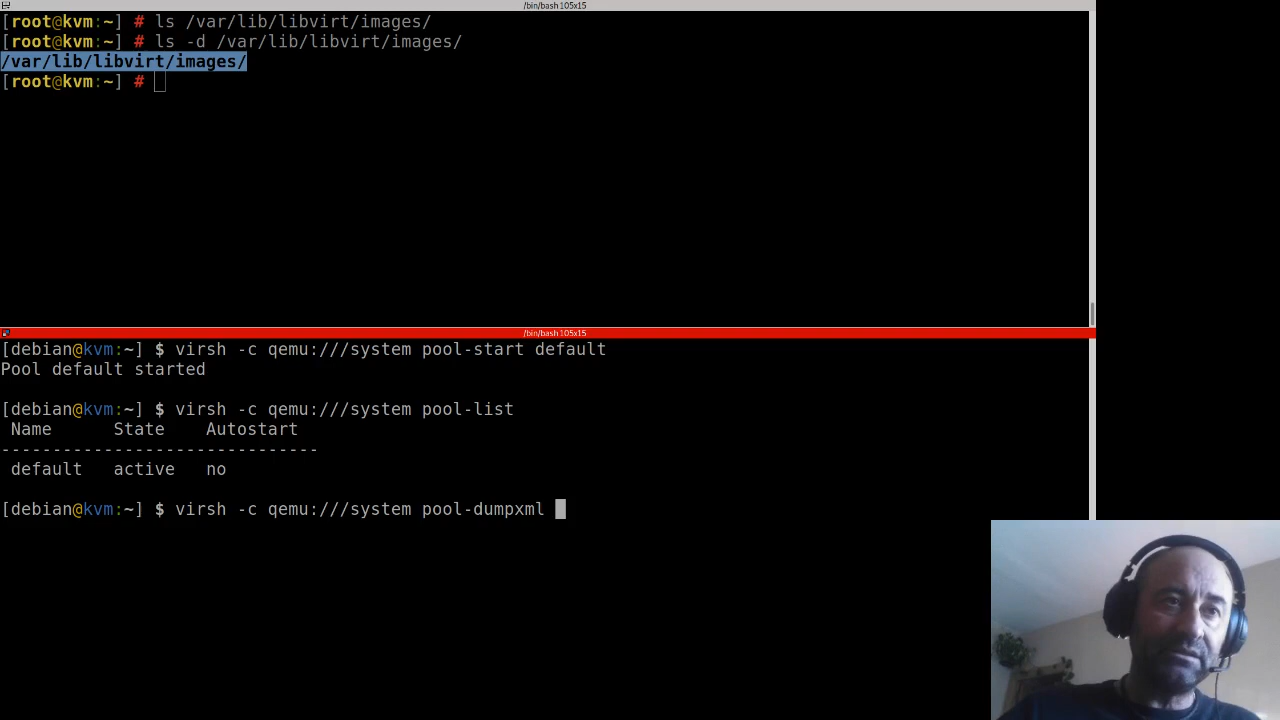 /bin/bash 105x15
[root@kvm:~] # ls /var/lib/libvirt/images/
[root@kvm:~] # ls -d /var/lib/libvirt/images/
/var/lib/libvirt/images/
[root@kvm:~] #
/bin/bash 105x15
[debian@kvm:~] $ virsh -c qemu:///system pool-start default
Pool default started
[debian@kvm:~] $ virsh -c qemu:///system pool-list
Name State Autostart
-------------------------------
default active no
[debian@kvm:~] $ virsh -c qemu:///system pool-dumpxml